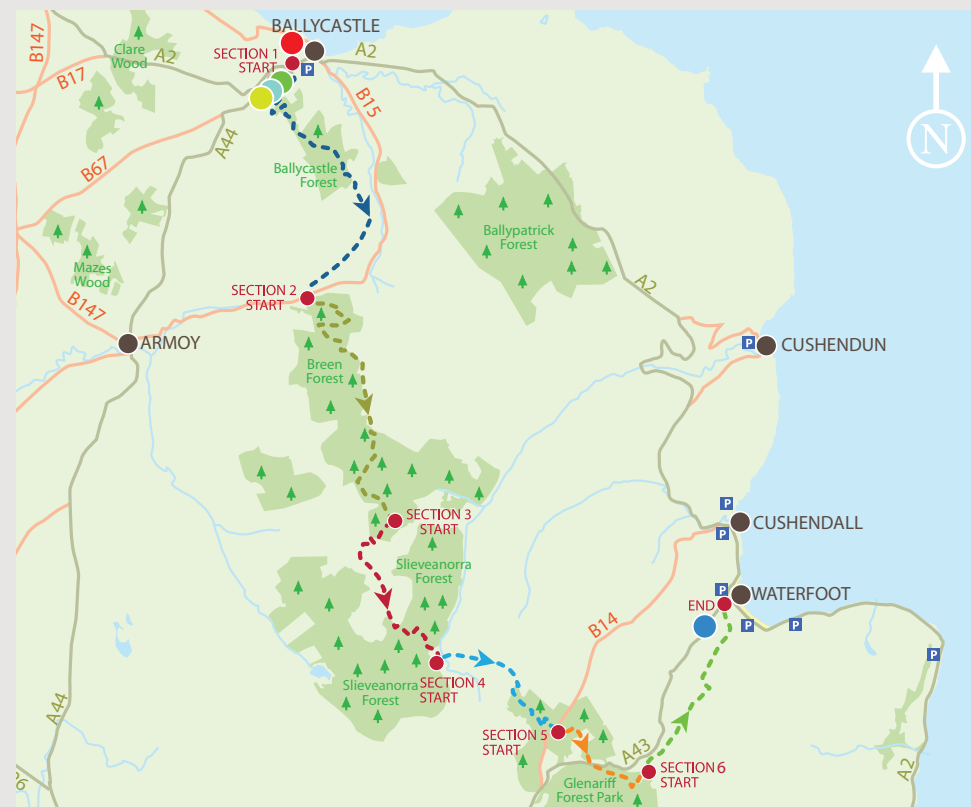 BALLYCASTLE
B147
Clare
Wood
A2
SECTION 1
START
P
A2
B17
B15
A44
B67
Ballycastle
Forest
N
Ballypatrick
Forest
Mazes
Wood
A2
B147
SECTION 2
START
ARMOY
P
CUSHENDUN
Breen
Forest
SECTION 3
START
P
CUSHENDALL
P
Slieveanorra
Forest
P
WATERFOOT
END
P
P
B14
P
Slieveanorra
Forest
SECTION 4
START
A44
SECTION 5
START
A43
SECTION 6
START
Glenariff
Forest Park
A2